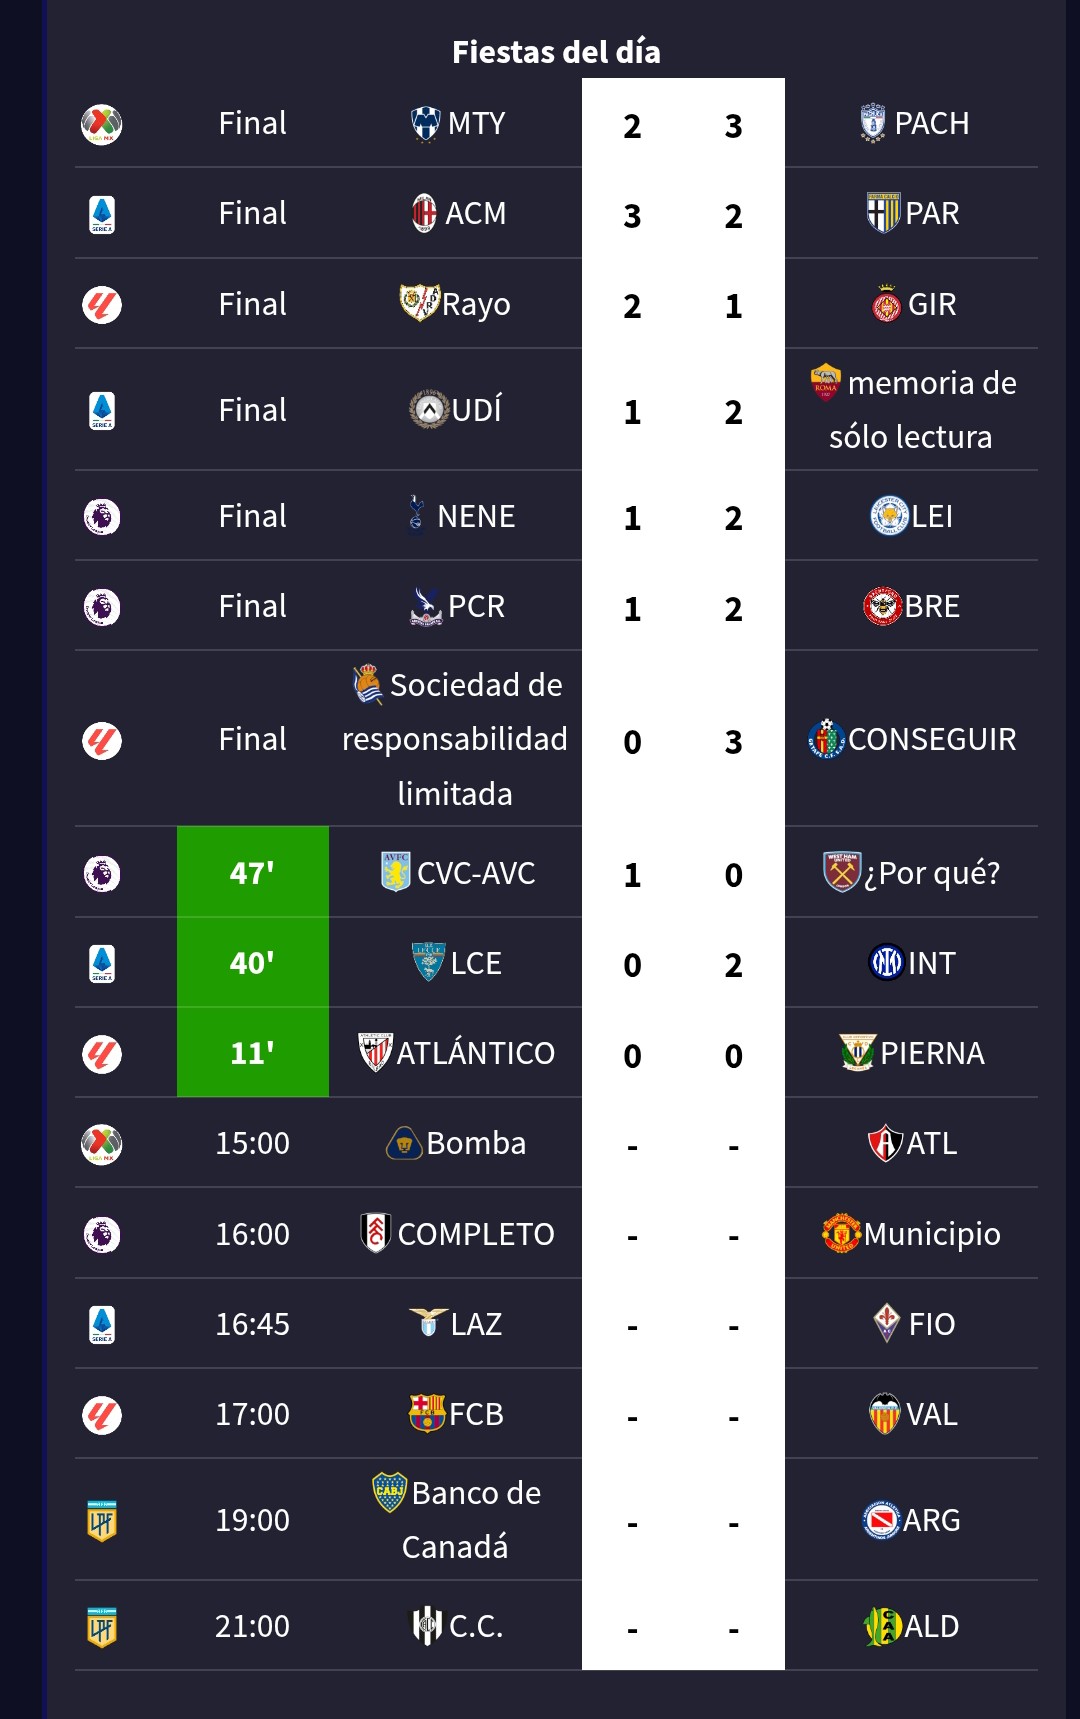 Fiestas del día
Final MTY 2 3 PACH
Final ACM 3 2 PAR
Final Rayo 2 1 GIR
Final UDÍ 1 2 memoria de
sólo lectura
Final NENE 1 2 LEI
Final PCR 1 2 BRE
Sociedad de
Final responsabilidad 0 3 CONSEGUIR
limitada
47' CVC-AVC 1 0 ¿Por qué?
40' LCE 0 2 INT
11' ATLÁNTICO 0 0 PIERNA
15:00 Bomba - - ATL
16:00 COMPLETO - - Municipio
16:45 LAZ - - FIO
17:00 FCB - - VAL
Banco de
19:00 - - ARG
Canadá
21:00 C.C. - - ALD